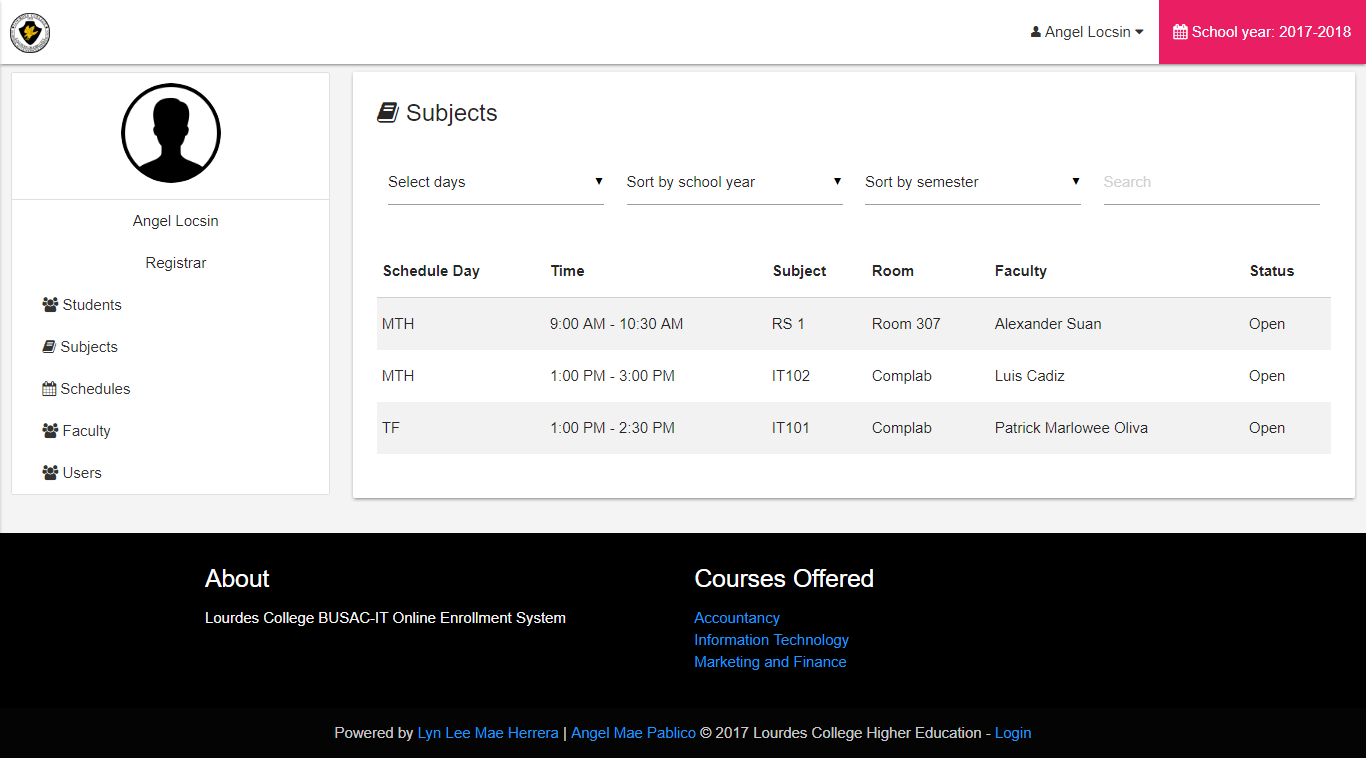 Angel Locsin
School year: 2017-2018
Angel Locsin
Registrar
Students
Subjects
Schedules
Faculty
Users
Subjects
Select days Sort by school year Sort by semester Search
Schedule Day Time Subject Room Faculty Status
MTH 9:00 AM - 10:30 AM RS 1 Room 307 Alexander Suan Open
MTH 1:00 PM - 3:00 PM IT102 Complab Luis Cadiz Open
TF 1:00 PM - 2:30 PM IT101 Complab Patrick Marlowee Oliva Open
About
Lourdes College BUSAC-IT Online Enrollment System
Courses Offered
Accountancy
Information Technology
Marketing and Finance
Powered by Lyn Lee Mae Herrera | Angel Mae Pablico © 2017 Lourdes College Higher Education - Login